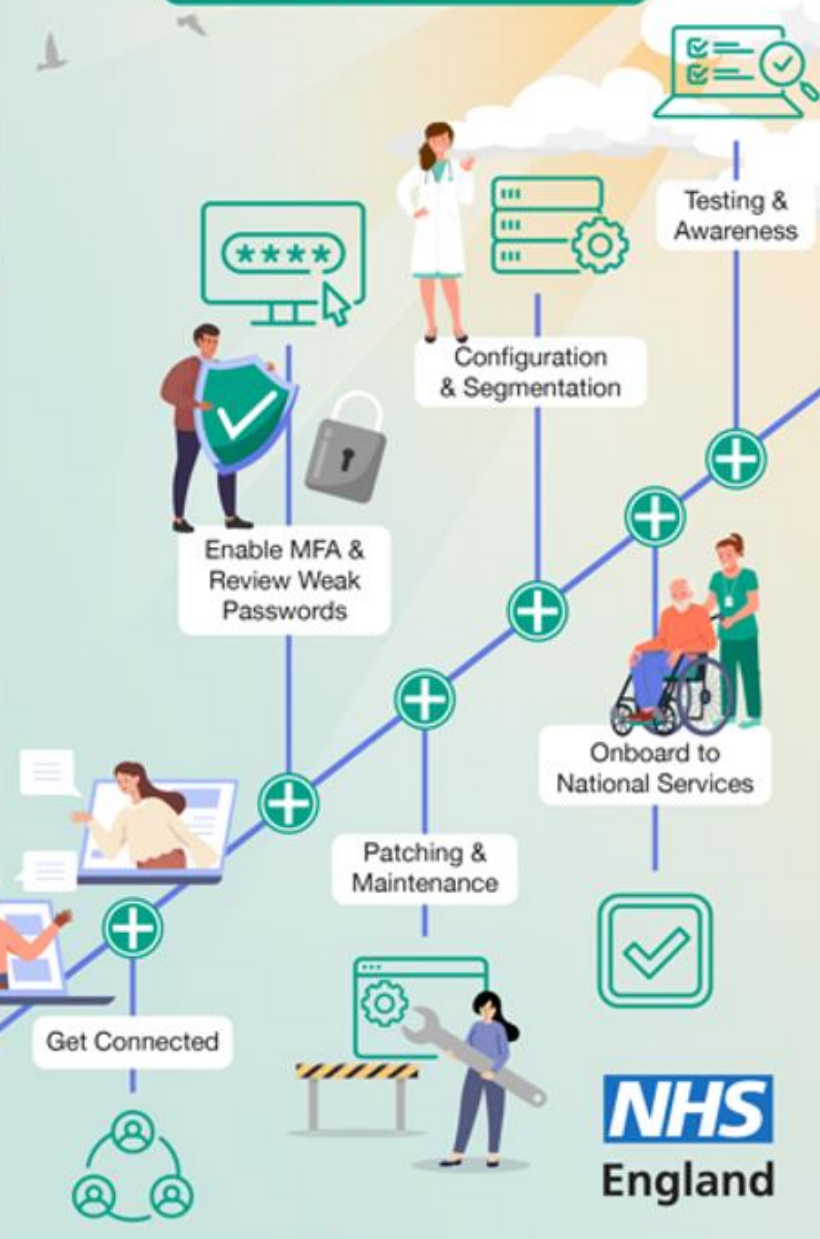 Testing &
Awareness
****
Configuration
& Segmentation
Enable MFA &
Review Weak
Passwords
Onboard to
National Services
Patching &
Maintenance
Get Connected
NHS
England